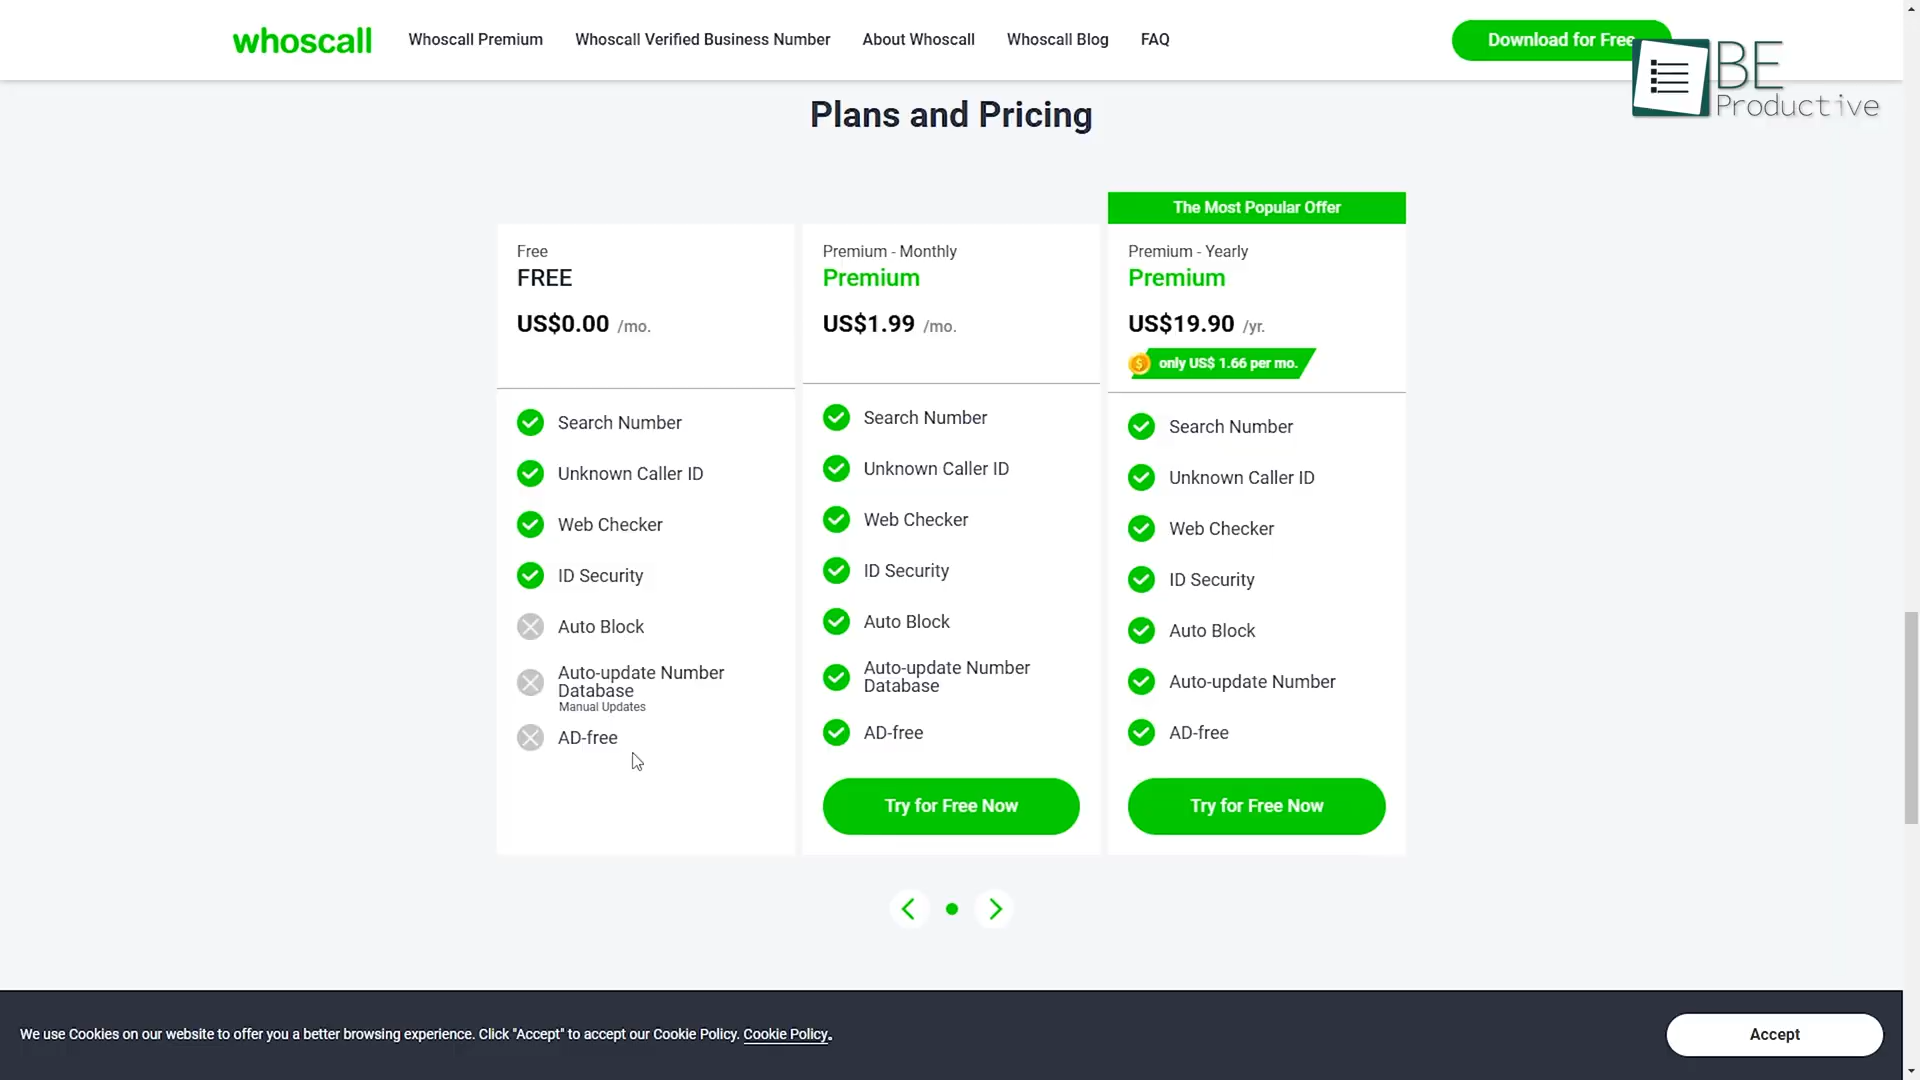 whoscall
Whoscall Premium
Whoscall Verified Business Number
About Whoscall
Whoscall Blog
FAQ
Download for Free
BE
Productive
Plans and Pricing
The Most Popular Offer
Free
FREE
US$0.00 /mo.
Search Number
Unknown Caller ID
Web Checker
ID Security
Auto Block
Auto-update Number
Database
Manual Updates
AD-free
Premium - Monthly
Premium
US$1.99 /mo.
Search Number
Unknown Caller ID
Web Checker
ID Security
Auto Block
Auto-update Number
Database
AD-free
Try for Free Now
Premium - Yearly
Premium
US$19.90 /yr.
$ only US$ 1.66 per mo.
Search Number
Unknown Caller ID
Web Checker
ID Security
Auto Block
Auto-update Number
AD-free
Try for Free Now
We use Cookies on our website to offer you a better browsing experience. Click "Accept" to accept our Cookie Policy. Cookie Policy。
Accept